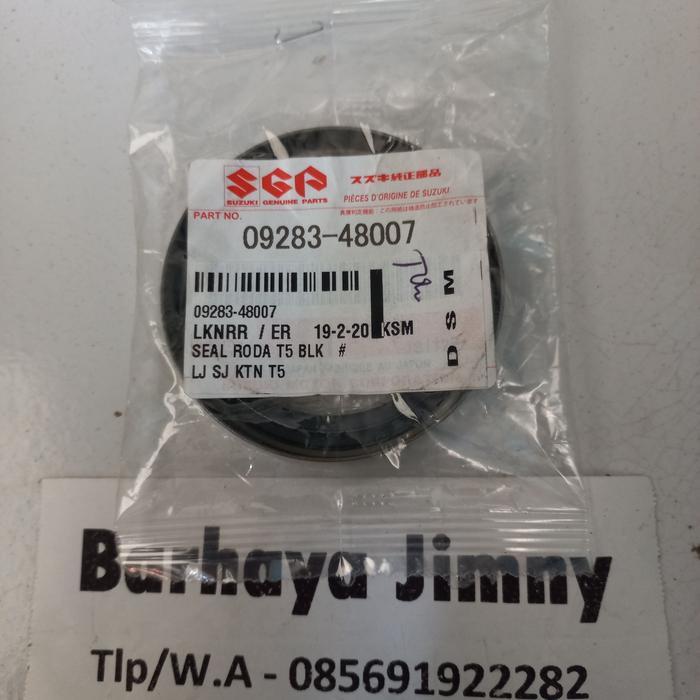 SGP
SUZUKI GENUINE PARTS
スズキ純正部品
PIÈCES D'ORIGINE DE SUZUKI
PART NO.
09283-48007
09283-48007
LKNRR / ER 19-2-20 KSM
SEAL RODA T5 BLK #
LJ SJ KTN T5
DSM
Barhaya Jimny
Tlp/W.A - 085691922282